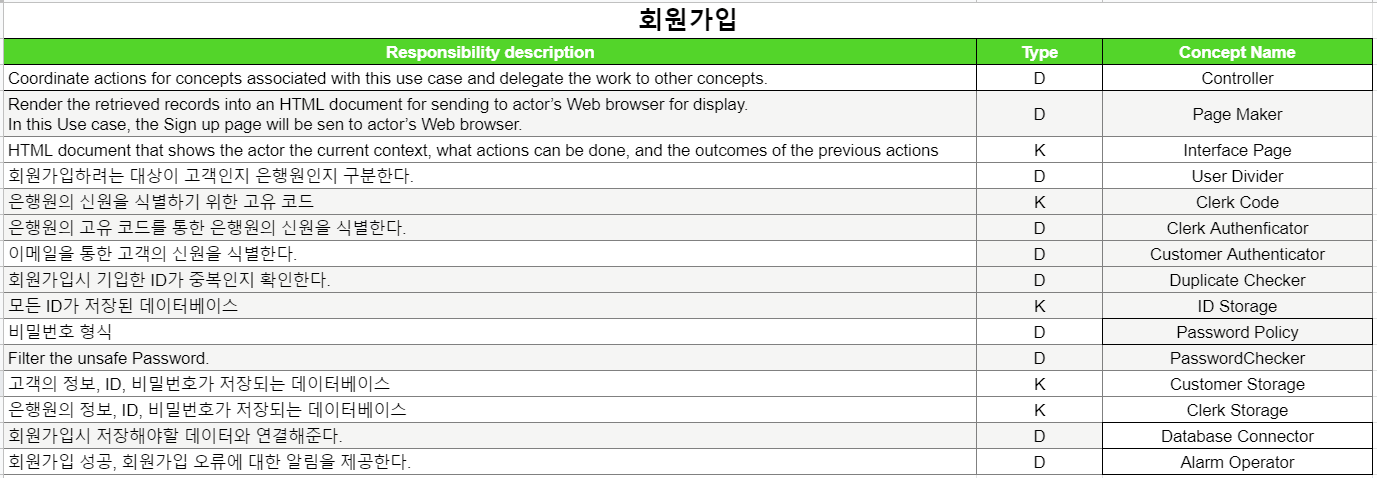 회원가입
Responsibility description Type Concept Name
Coordinate actions for concepts associated with this use case and delegate the work to other concepts. D Controller
Render the retrieved records into an HTML document for sending to actor’s Web browser for display.
In this Use case, the Sign up page will be sen to actor’s Web browser. D Page Maker
HTML document that shows the actor the current context, what actions can be done, and the outcomes of the previous actions K Interface Page
회원가입하려는 대상이 고객인지 은행원인지 구분한다. D User Divider
은행원의 신원을 식별하기 위한 고유 코드 K Clerk Code
은행원의 고유 코드를 통한 은행원의 신원을 식별한다. D Clerk Authenficator
이메일을 통한 고객의 신원을 식별한다. D Customer Authenticator
회원가입시 기입한 ID가 중복인지 확인한다. D Duplicate Checker
모든 ID가 저장된 데이터베이스 K ID Storage
비밀번호 형식 D Password Policy
Filter the unsafe Password. D PasswordChecker
고객의 정보, ID, 비밀번호가 저장되는 데이터베이스 K Customer Storage
은행원의 정보, ID, 비밀번호가 저장되는 데이터베이스 K Clerk Storage
회원가입시 저장해야할 데이터와 연결해준다. D Database Connector
회원가입 성공, 회원가입 오류에 대한 알림을 제공한다. D Alarm Operator